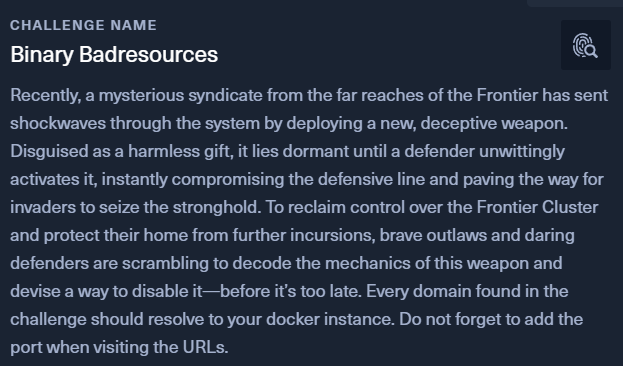 CHALLENGE NAME
Binary Badresources
Recently, a mysterious syndicate from the far reaches of the Frontier has sent
shockwaves through the system by deploying a new, deceptive weapon.
Disguised as a harmless gift, it lies dormant until a defender unwittingly
activates it, instantly compromising the defensive line and paving the way for
invaders to seize the stronghold. To reclaim control over the Frontier Cluster
and protect their home from further incursions, brave outlaws and daring
defenders are scrambling to decode the mechanics of this weapon and
devise a way to disable it—before it's too late. Every domain found in the
challenge should resolve to your docker instance. Do not forget to add the
port when visiting the URLs.